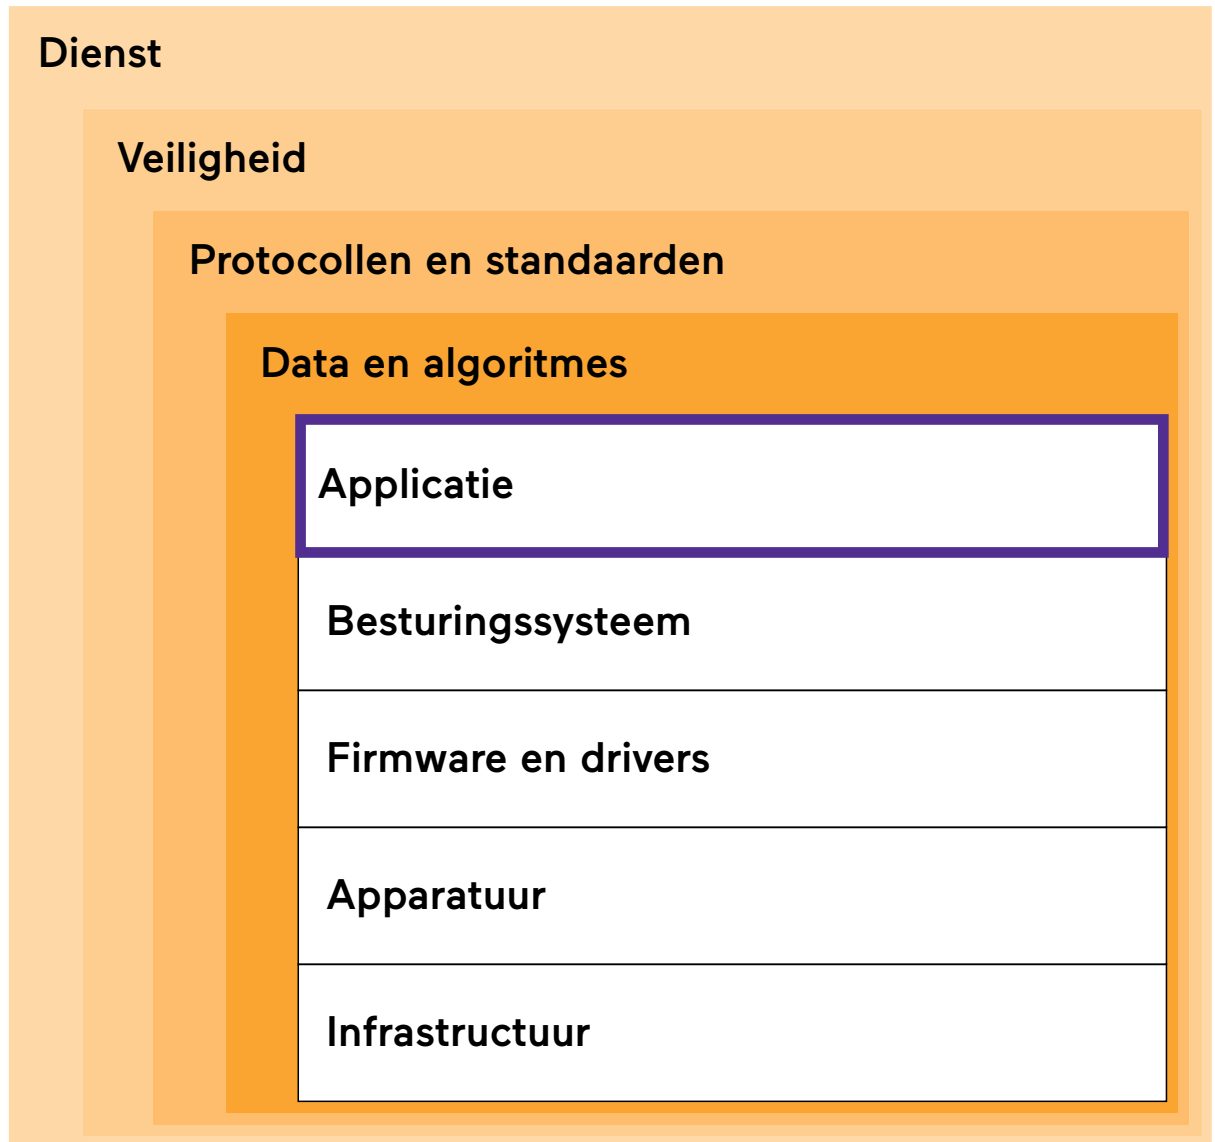 Dienst
Veiligheid
Protocollen en standaarden
Data en algoritmes
Applicatie
Besturingssysteem
Firmware en drivers
Apparatuur
Infrastructuur